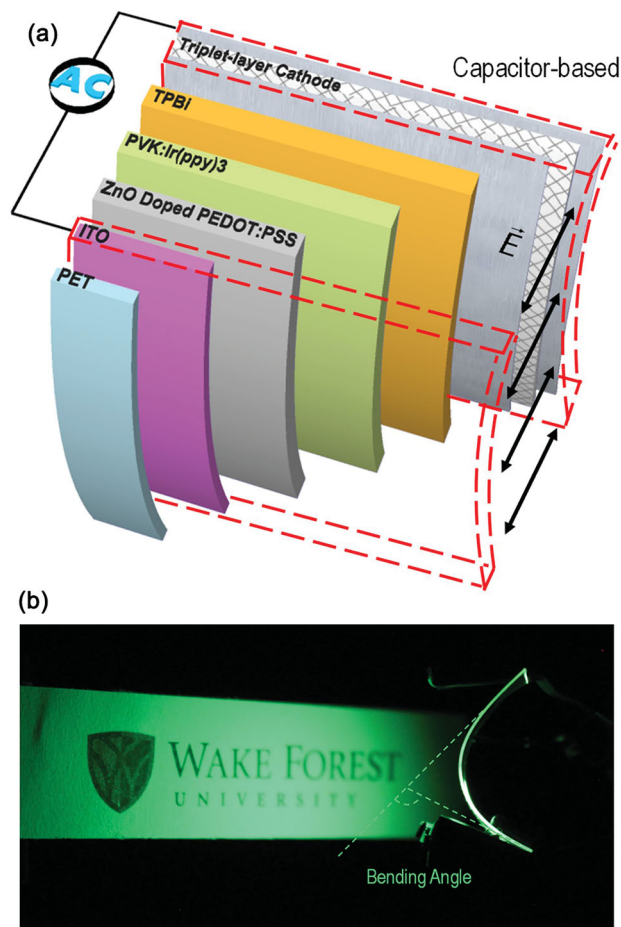 (a)
AC
Triplet-layer Cathode
Capacitor-based
TPBi
PVK:Ir(ppy)3
ZnO Doped PEDOT:PSS
E
ITO
PET
(b)
WAKE FOREST
UNIVERSITY
Bending Angle